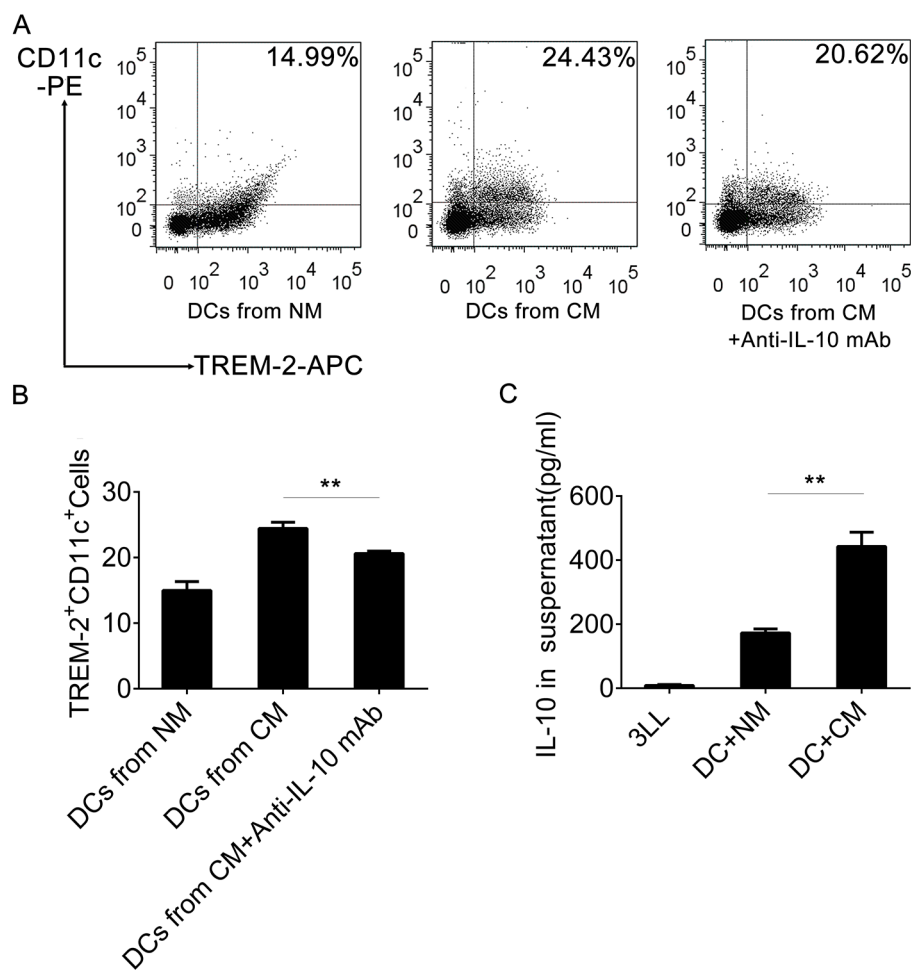 A
CD11c
-PE
14.99%
24.43%
20.62%
10^5
10^4
10^3
10^2
0
10^5
10^4
10^3
10^2
0
10^5
10^4
10^3
10^2
0
0 10^2 10^3 10^4 10^5
0 10^2 10^3 10^4 10^5
0 10^2 10^3 10^4 10^5
DCs from NM
DCs from CM
DCs from CM
+Anti-IL-10 mAb
TREM-2-APC
B
TREM-2+CD11c+Cells
30
20
10
0
**
DCs from NM
DCs from CM
DCs from CM+Anti-IL-10 mAb
C
IL-10 in suspernatant(pg/ml)
600
400
200
0
**
3LL
DC+NM
DC+CM